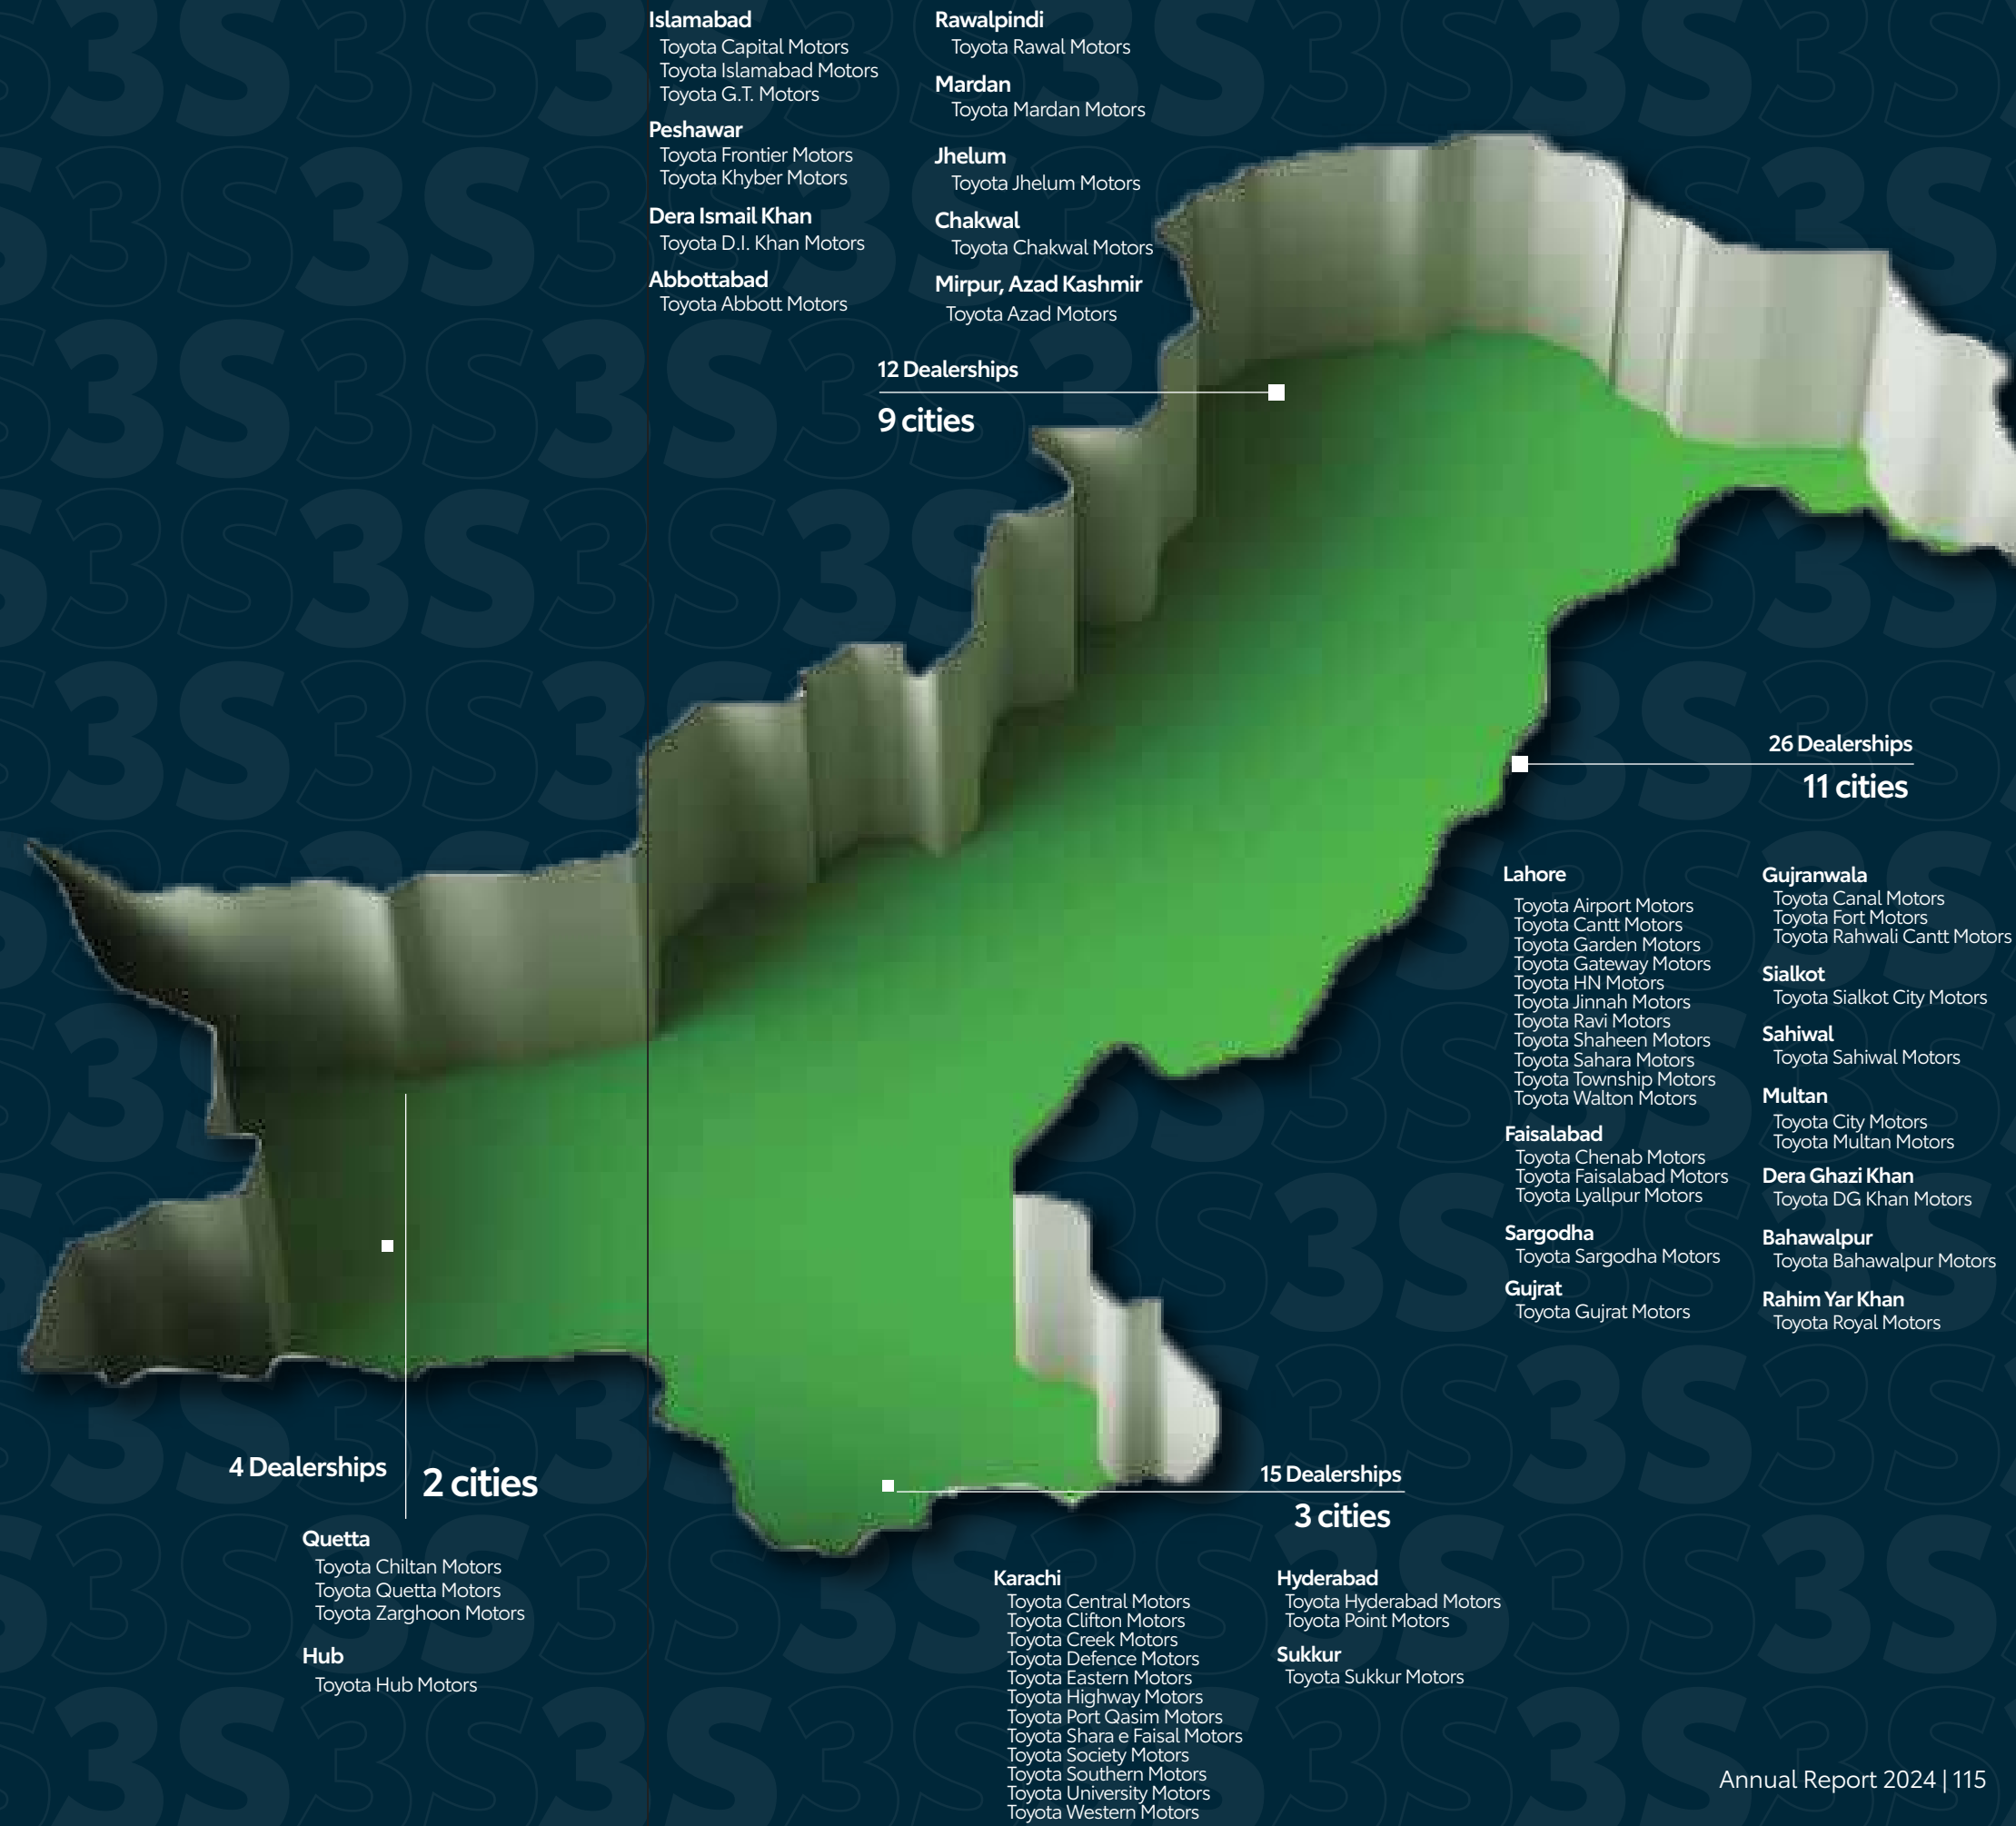 Islamabad
Toyota Capital Motors
Toyota Islamabad Motors
Toyota G.T. Motors
Peshawar
Toyota Frontier Motors
Toyota Khyber Motors
Dera Ismail Khan
Toyota D.I. Khan Motors
Abbottabad
Toyota Abbott Motors
Rawalpindi
Toyota Rawal Motors
Mardan
Toyota Mardan Motors
Jhelum
Toyota Jhelum Motors
Chakwal
Toyota Chakwal Motors
Mirpur, Azad Kashmir
Toyota Azad Motors
12 Dealerships
9 cities
26 Dealerships
11 cities
Lahore
Toyota Airport Motors
Toyota Cantt Motors
Toyota Garden Motors
Toyota Gateway Motors
Toyota HN Motors
Toyota Jinnah Motors
Toyota Ravi Motors
Toyota Shaheen Motors
Toyota Sahara Motors
Toyota Township Motors
Toyota Walton Motors
Faisalabad
Toyota Chenab Motors
Toyota Faisalabad Motors
Toyota Lyallpur Motors
Sargodha
Toyota Sargodha Motors
Gujrat
Toyota Gujrat Motors
Gujranwala
Toyota Canal Motors
Toyota Fort Motors
Toyota Rahwali Cantt Motors
Sialkot
Toyota Sialkot City Motors
Sahiwal
Toyota Sahiwal Motors
Multan
Toyota City Motors
Toyota Multan Motors
Dera Ghazi Khan
Toyota DG Khan Motors
Bahawalpur
Toyota Bahawalpur Motors
Rahim Yar Khan
Toyota Royal Motors
4 Dealerships
2 cities
Quetta
Toyota Chiltan Motors
Toyota Quetta Motors
Toyota Zarghoon Motors
Hub
Toyota Hub Motors
15 Dealerships
3 cities
Karachi
Toyota Central Motors
Toyota Clifton Motors
Toyota Creek Motors
Toyota Defence Motors
Toyota Eastern Motors
Toyota Highway Motors
Toyota Port Qasim Motors
Toyota Shara e Faisal Motors
Toyota Society Motors
Toyota Southern Motors
Toyota University Motors
Toyota Western Motors
Hyderabad
Toyota Hyderabad Motors
Toyota Point Motors
Sukkur
Toyota Sukkur Motors
Annual Report 2024 | 115